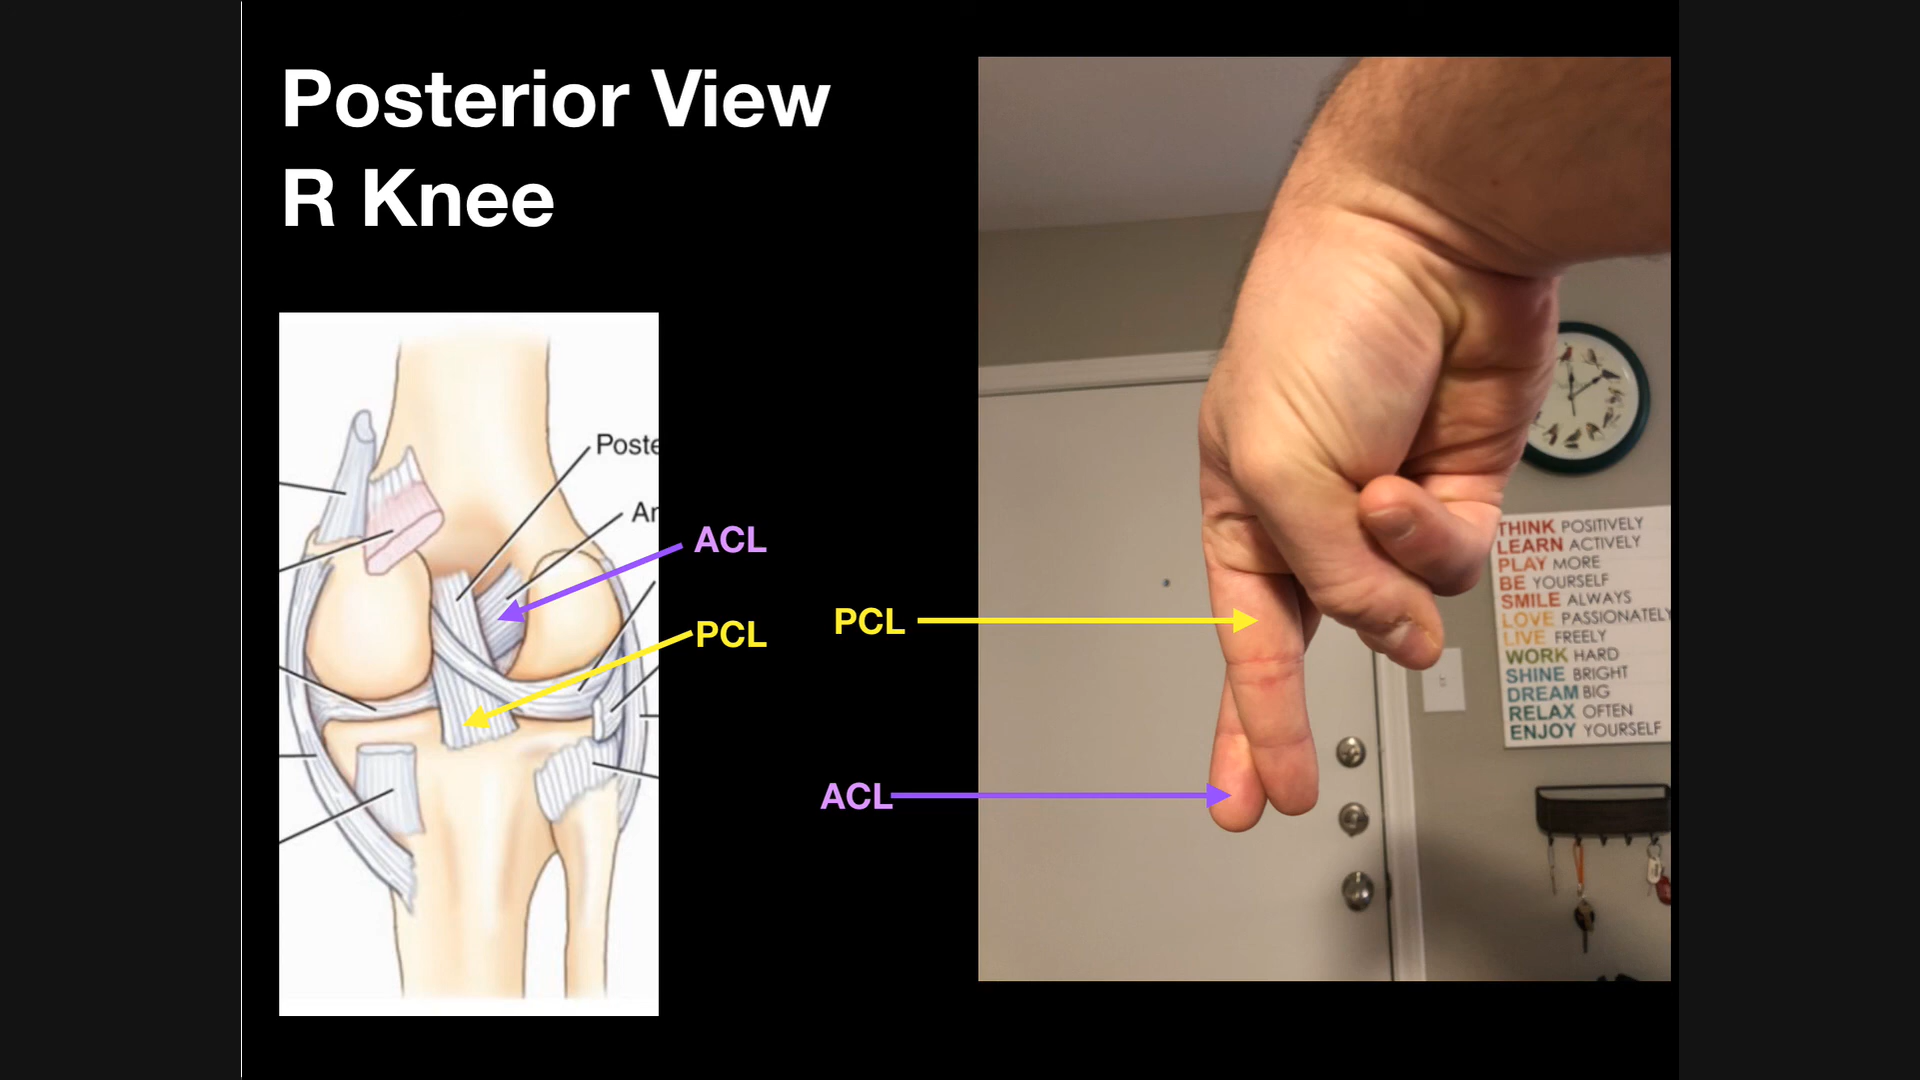 Posterior View
R Knee
Poste
Ar
ACL
PCL
PCL
ACL
THINK POSITIVELY
LEARN ACTIVELY
PLAY MORE
BE YOURSELF
SMILE ALWAYS
LOVE PASSIONATELY
LIVE FREELY
WORK HARD
SHINE BRIGHT
DREAM BIG
RELAX OFTEN
ENJOY YOURSELF